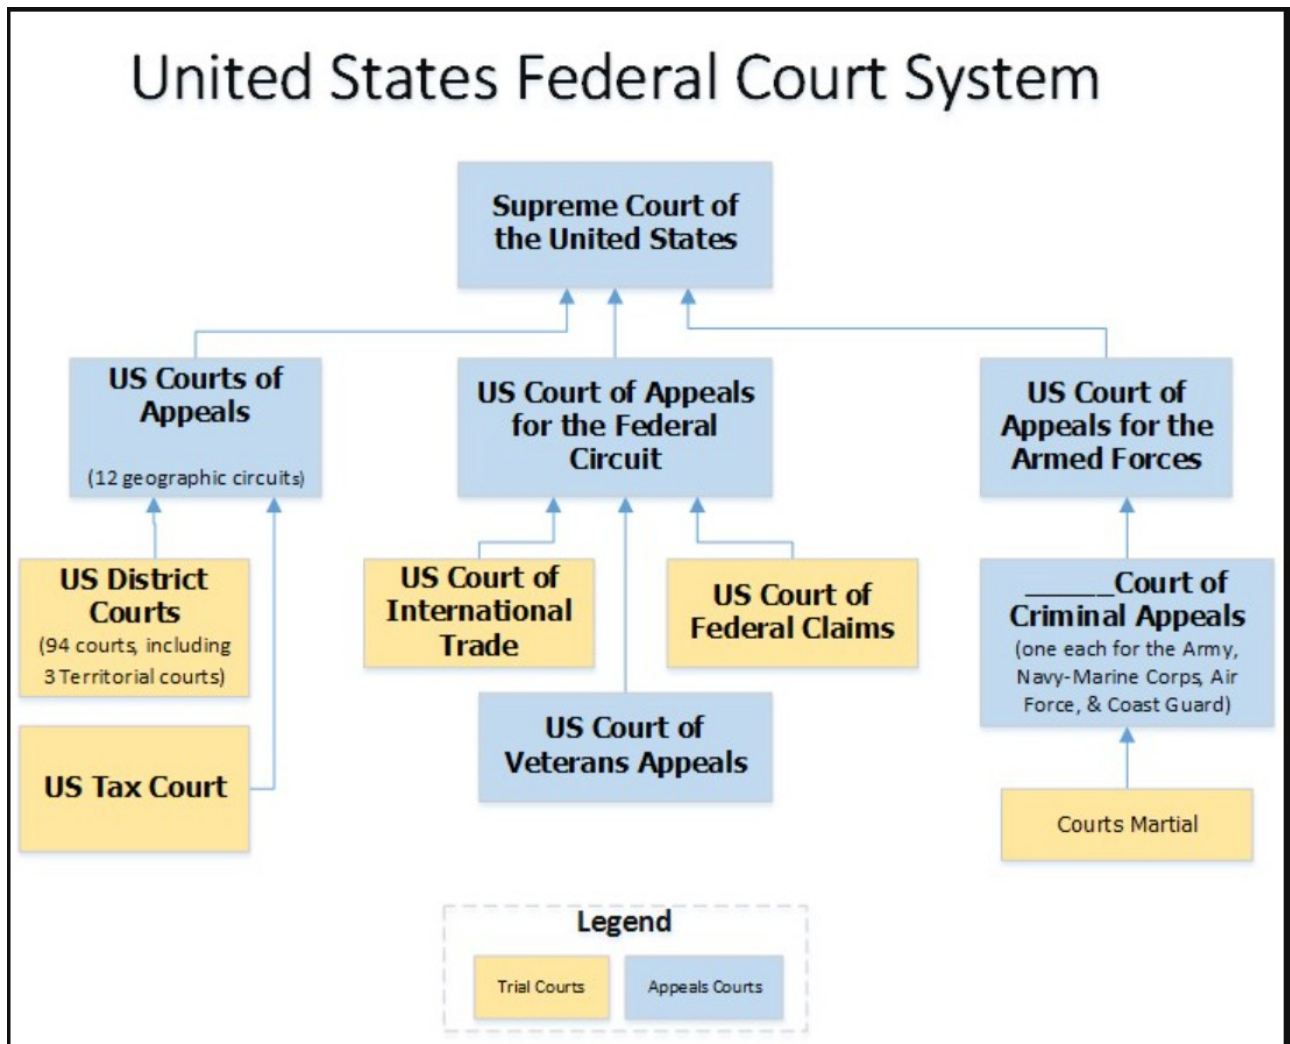 United States Federal Court System
Supreme Court of
the United States
US Courts of
Appeals
(12 geographic circuits)
US Court of Appeals
for the Federal
Circuit
US Court of
Appeals for the
Armed Forces
US District
Courts
(94 courts, including
3 Territorial courts)
US Court of
International
Trade
US Court of
Federal Claims
______Court of
Criminal Appeals
(one each for the Army,
Navy-Marine Corps, Air
Force, & Coast Guard)
US Tax Court
US Court of
Veterans Appeals
Courts Martial
Legend
Trial Courts
Appeals Courts